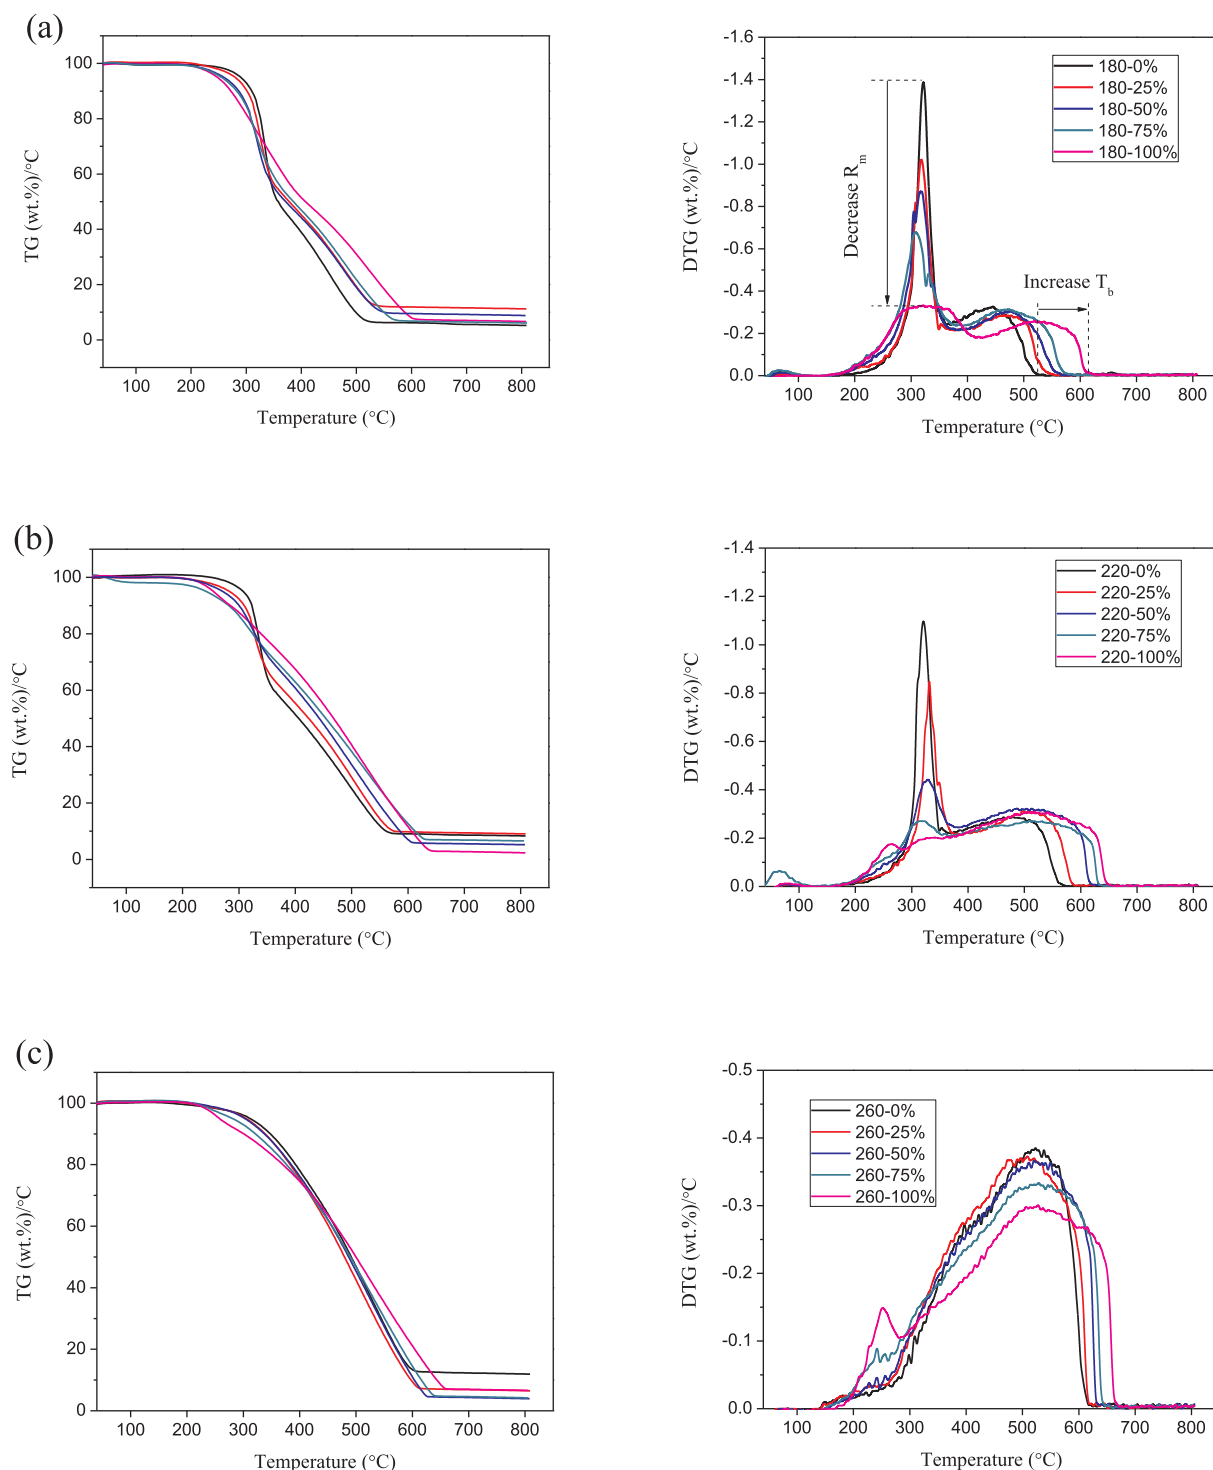 (a)
TG (wt.%)/°C
100
80
60
40
20
0
100 200 300 400 500 600 700 800
Temperature (°C)
DTG (wt.%)/°C
-1.6
-1.4
-1.2
-1.0
-0.8
-0.6
-0.4
-0.2
0.0
100 200 300 400 500 600 700 800
Temperature (°C)
180-0%
180-25%
180-50%
180-75%
180-100%
Decrease Rm
Increase Tb
(b)
TG (wt.%)/°C
100
80
60
40
20
0
100 200 300 400 500 600 700 800
Temperature (°C)
DTG (wt.%)/°C
-1.4
-1.2
-1.0
-0.8
-0.6
-0.4
-0.2
0.0
100 200 300 400 500 600 700 800
Temperature (°C)
220-0%
220-25%
220-50%
220-75%
220-100%
(c)
TG (wt.%)/°C
100
80
60
40
20
0
100 200 300 400 500 600 700 800
Temperature (°C)
DTG (wt.%)/°C
-0.5
-0.4
-0.3
-0.2
-0.1
0.0
100 200 300 400 500 600 700 800
Temperature (°C)
260-0%
260-25%
260-50%
260-75%
260-100%